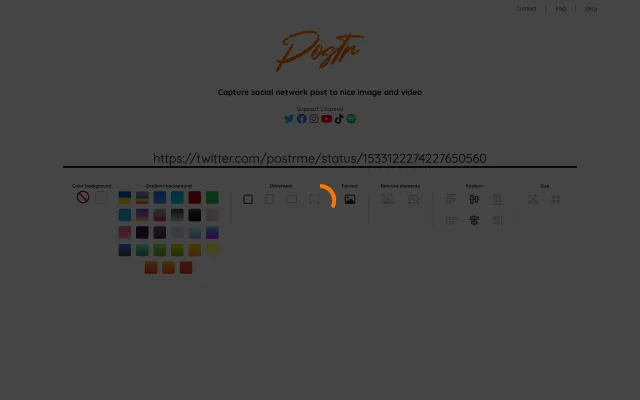 Contact | FAQ | Blog
Postr
Capture social network post to nice image and video
Support Channel
https://twitter.com/postrme/status/1533122274227650560
Color background Gradient background Dimension Format Remove elements Position Size